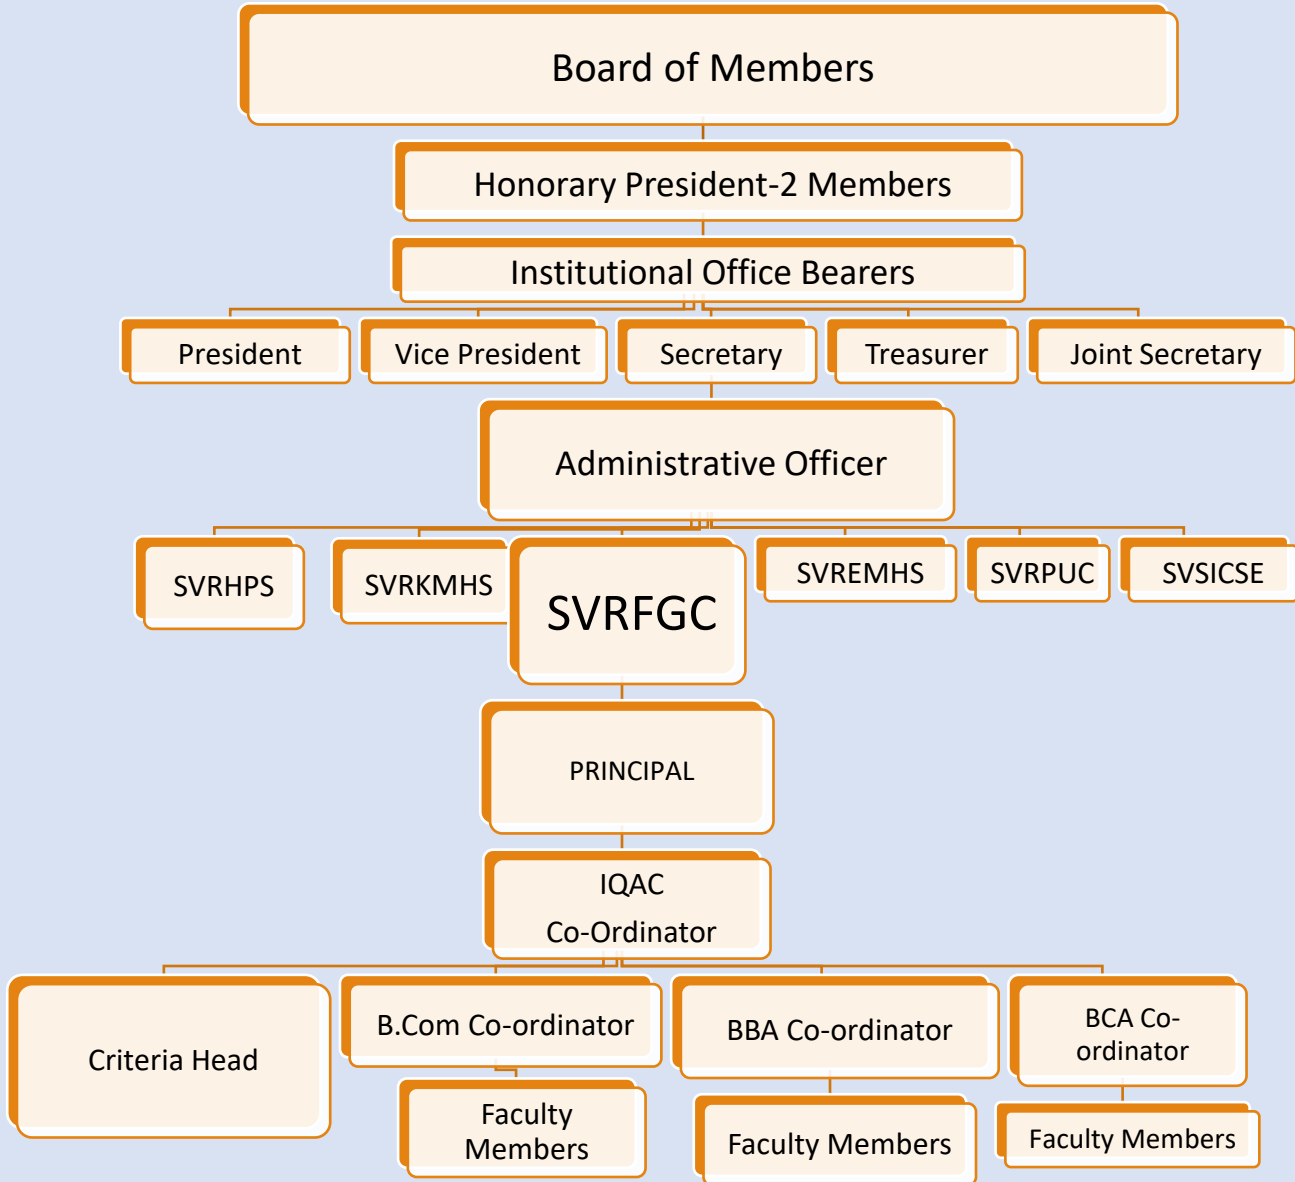 Board of Members
Honorary President-2 Members
Institutional Office Bearers
President
Vice President
Secretary
Treasurer
Joint Secretary
Administrative Officer
SVRHPS
SVRKMHS
SVRFGC
SVREMHS
SVRPUC
SVSICSE
PRINCIPAL
IQAC
Co-Ordinator
Criteria Head
B.Com Co-ordinator
Faculty
Members
BBA Co-ordinator
Faculty Members
BCA Co-
ordinator
Faculty Members